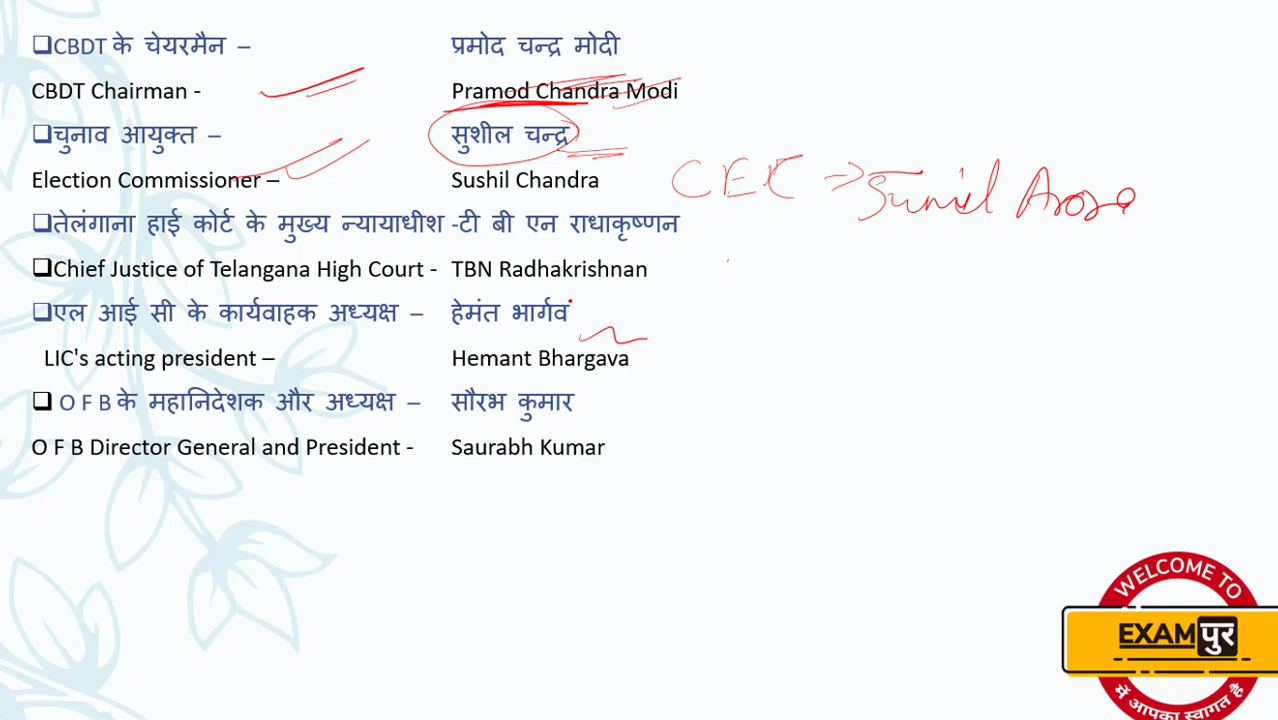 ❑CBDT के चेयरमैन – प्रमोद चन्द्र मोदी
CBDT Chairman - Pramod Chandra Modi
❑चुनाव आयुक्त – सुशील चन्द्र
Election Commissioner – Sushil Chandra
CEC => Sunil Arora
❑तेलंगाना हाई कोर्ट के मुख्य न्यायाधीश -टी बी एन राधाकृष्णन
❑Chief Justice of Telangana High Court - TBN Radhakrishnan
❑एल आई सी के कार्यवाहक अध्यक्ष – हेमंत भार्गव
LIC's acting president – Hemant Bhargava
❑ O F B के महानिदेशक और अध्यक्ष – सौरभ कुमार
O F B Director General and President - Saurabh Kumar
WELCOME TO
EXAMपुर
में आपका स्वागत है